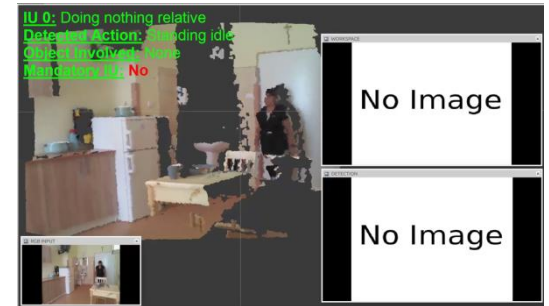 IU 0: Doing nothing relative
Detected Action: Standing idle
Object Involved: None
Mandatory IU: No
WORKSPACE
No Image
DETECTION
No Image
RGB INPUT